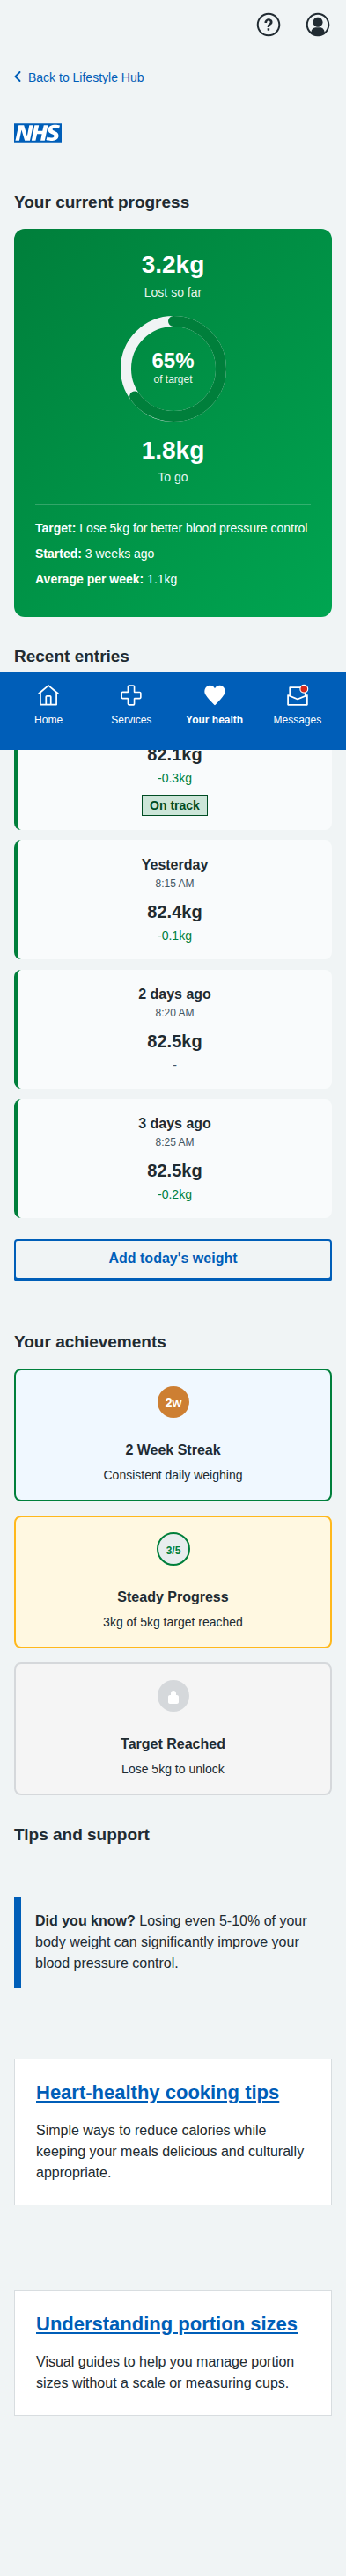 Back to Lifestyle Hub
NHS
Your current progress
3.2kg
Lost so far
65%
of target
1.8kg
To go
Target: Lose 5kg for better blood pressure control
Started: 3 weeks ago
Average per week: 1.1kg
Recent entries
Home
Services
Your health
Messages
82.1kg
-0.3kg
On track
Yesterday
8:15 AM
82.4kg
-0.1kg
2 days ago
8:20 AM
82.5kg
-
3 days ago
8:25 AM
82.5kg
-0.2kg
Add today's weight
Your achievements
2w
2 Week Streak
Consistent daily weighing
3/5
Steady Progress
3kg of 5kg target reached
Target Reached
Lose 5kg to unlock
Tips and support
Did you know? Losing even 5-10% of your
body weight can significantly improve your
blood pressure control.
Heart-healthy cooking tips
Simple ways to reduce calories while
keeping your meals delicious and culturally
appropriate.
Understanding portion sizes
Visual guides to help you manage portion
sizes without a scale or measuring cups.